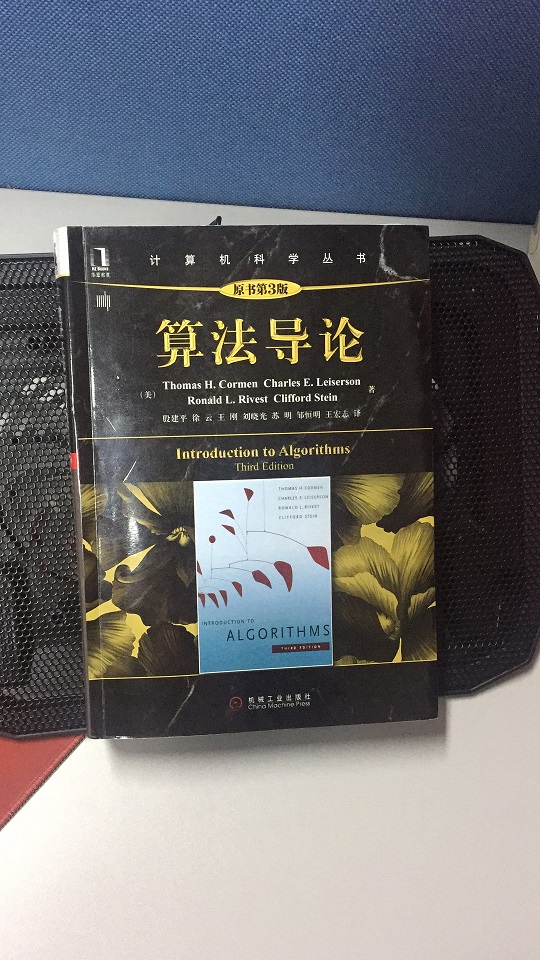 计算机科学丛书
原书第3版
算法导论
(美) Thomas H. Cormen Charles E. Leiserson
Ronald L. Rivest Clifford Stein 著
殷建平 徐云 王刚 刘晓光 苏明 邹恒明 王宏志 译
Introduction to Algorithms
Third Edition
THOMAS H. CORMEN
CHARLES E. LEISERSON
RONALD L. RIVEST
CLIFFORD STEIN
INTRODUCTION TO
ALGORITHMS
THIRD EDITION
机械工业出版社
China Machine Press